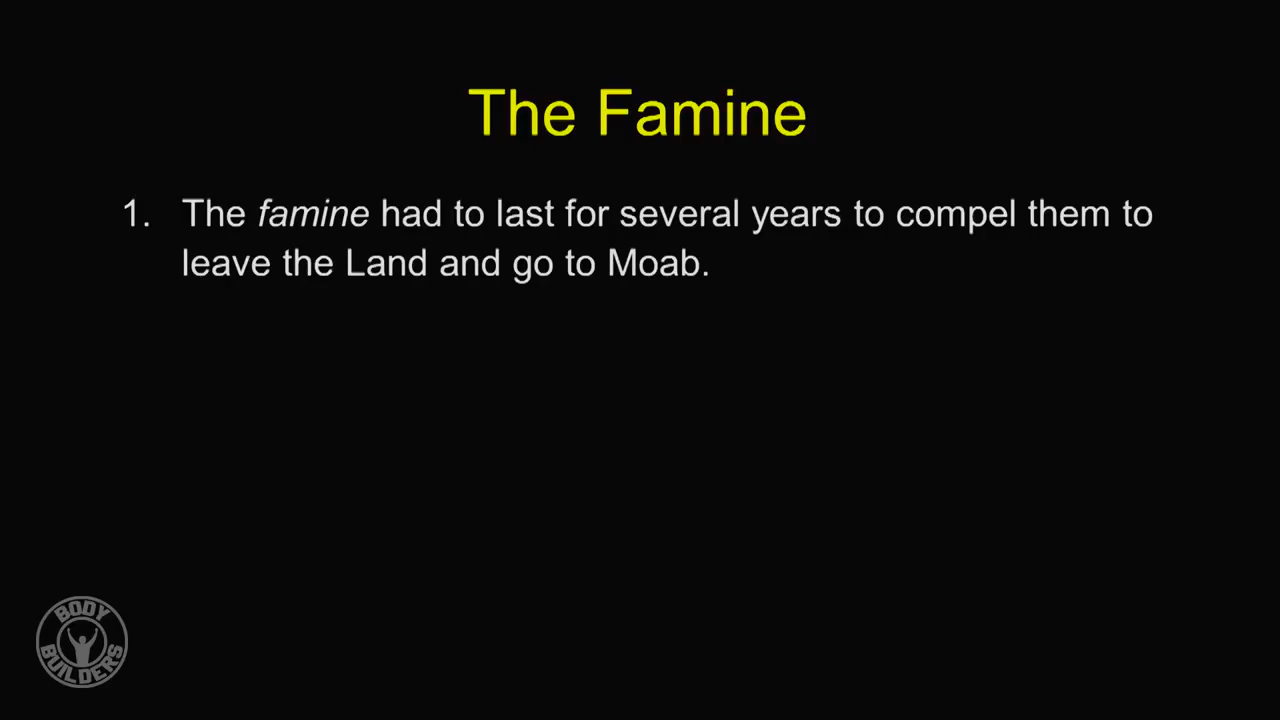 The Famine
1. The famine had to last for several years to compel them to
leave the Land and go to Moab.
BODY
BUILDERS